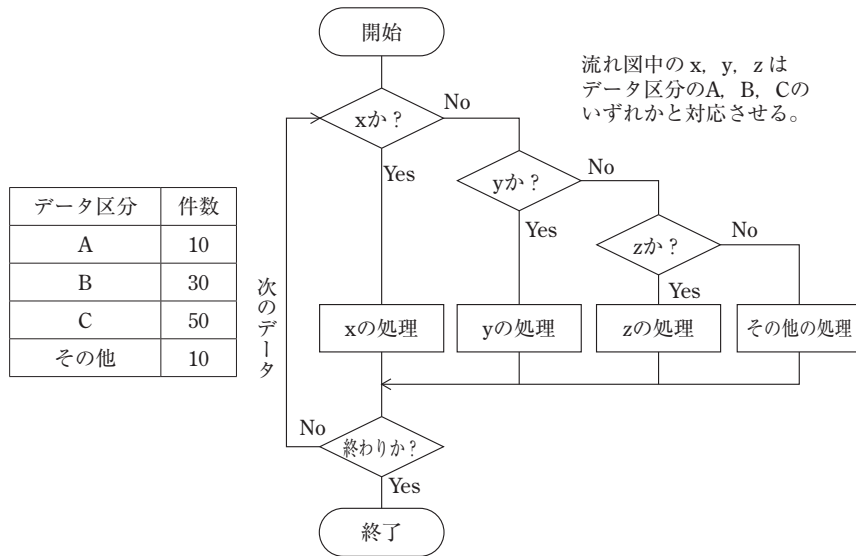 開始
流れ図中の x, y, z は
データ区分のA, B, Cの
いずれかと対応させる。
xか？
No
Yes
yか？
No
Yes
zか？
No
Yes
データ区分 件数
A 10
B 30
C 50
その他 10
次のデータ
xの処理
yの処理
zの処理
その他の処理
終わりか？
No
Yes
終了